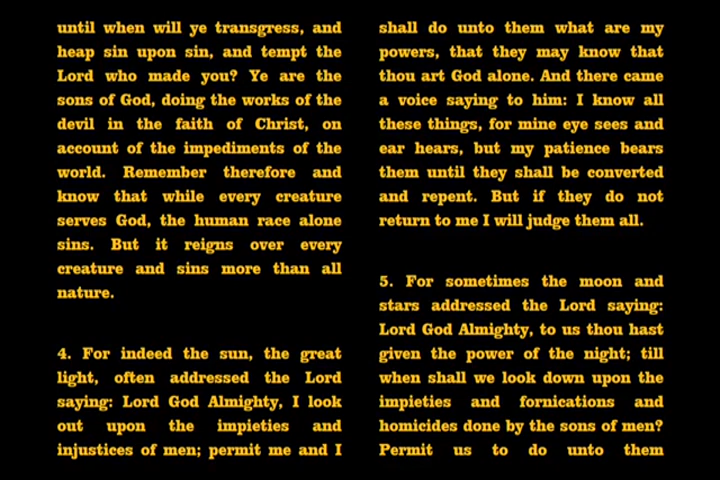 until when will ye transgress, and
heap sin upon sin, and tempt the
Lord who made you? Ye are the
sons of God, doing the works of the
devil in the faith of Christ, on
account of the impediments of the
world. Remember therefore and
know that while every creature
serves God, the human race alone
sins. But it reigns over every
creature and sins more than all
nature.
4. For indeed the sun, the great
light, often addressed the Lord
saying: Lord God Almighty, I look
out upon the impieties and
injustices of men; permit me and I
shall do unto them what are my
powers, that they may know that
thou art God alone. And there came
a voice saying to him: I know all
these things, for mine eye sees and
ear hears, but my patience bears
them until they shall be converted
and repent. But if they do not
return to me I will judge them all.
5. For sometimes the moon and
stars addressed the Lord saying:
Lord God Almighty, to us thou hast
given the power of the night; till
when shall we look down upon the
impieties and fornications and
homicides done by the sons of men?
Permit us to do unto them